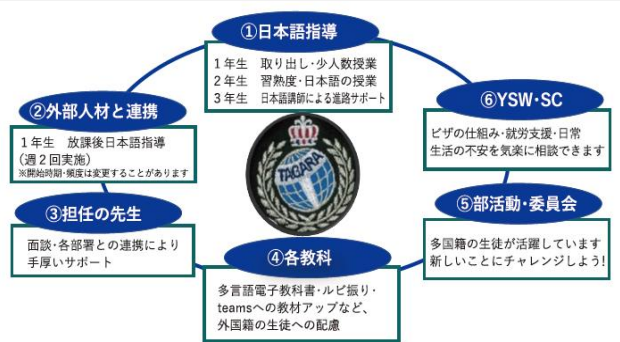 ①日本語指導
1年生 取り出し・少人数授業
2年生 習熟度・日本語の授業
3年生 日本語講師による進路サポート
②外部人材と連携
1年生 放課後日本語指導
(週2回実施)
※開始時期・頻度は変更することがあります
③担任の先生
面談・各部署との連携により
手厚いサポート
④各教科
多言語電子教科書・ルビ振り・
teamsへの教材アップなど、
外国籍の生徒への配慮
⑤部活動・委員会
多国籍の生徒が活躍しています
新しいことにチャレンジしよう!
⑥YSW・SC
ビザの仕組み・就労支援・日常
生活の不安を気楽に相談できます
TAGARA